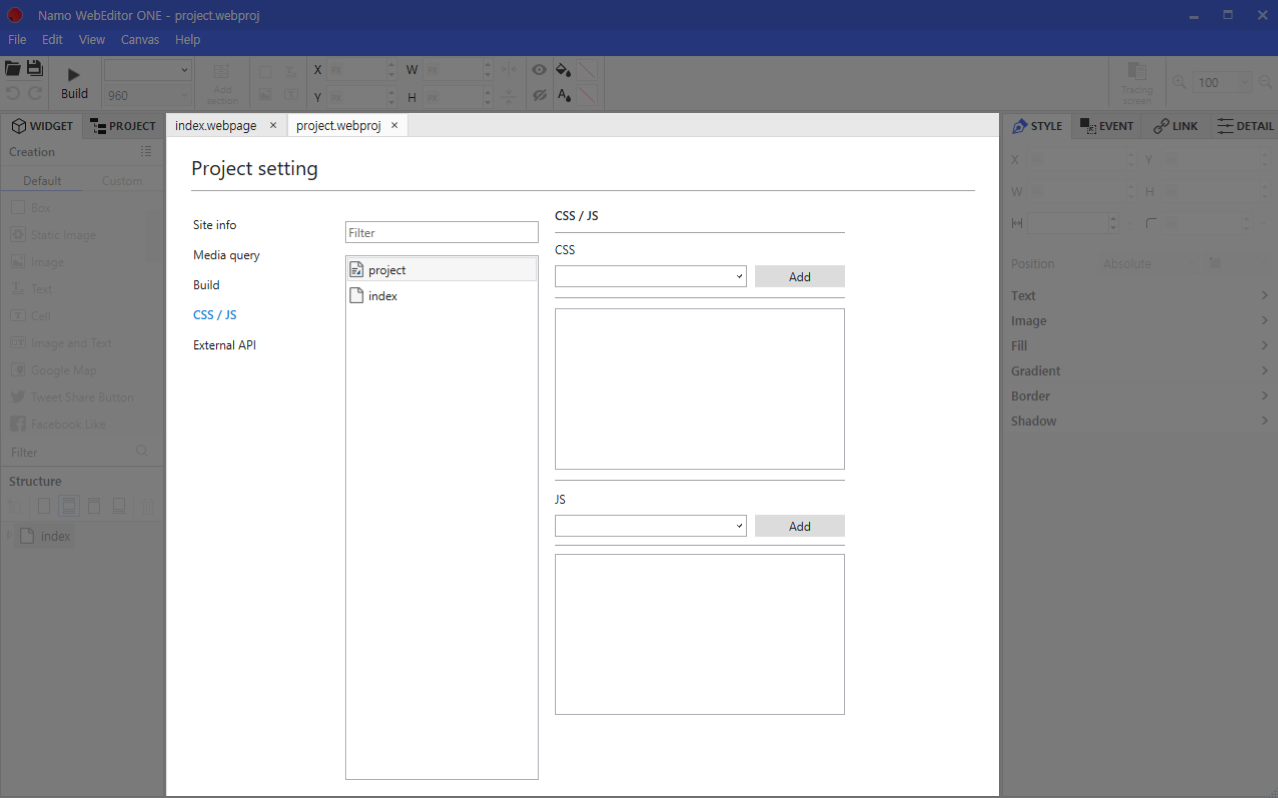 Namo WebEditor ONE - project.webproj
File Edit View Canvas Help
Build
960
Add section
X
Y
W
H
Tracing screen
100
WIDGET PROJECT
Creation
Default Custom
Box
Static Image
Image
Text
Cell
Image and Text
Google Map
Tweet Share Button
Facebook Like
Filter
Structure
index
index.webpage
project.webproj
Project setting
Site info
Media query
Build
CSS / JS
External API
Filter
project
index
CSS / JS
CSS
Add
JS
Add
STYLE EVENT LINK DETAIL
X Y
W H
Position Absolute
Text
Image
Fill
Gradient
Border
Shadow